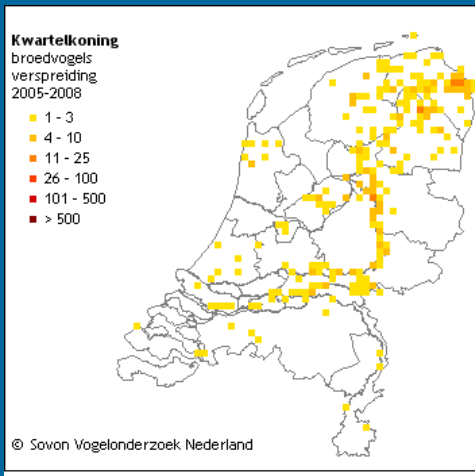 Kwartelkoning
broedvogels
verspreiding
2005-2008
1 - 3
4 - 10
11 - 25
26 - 100
101 - 500
> 500
© Sovon Vogelonderzoek Nederland